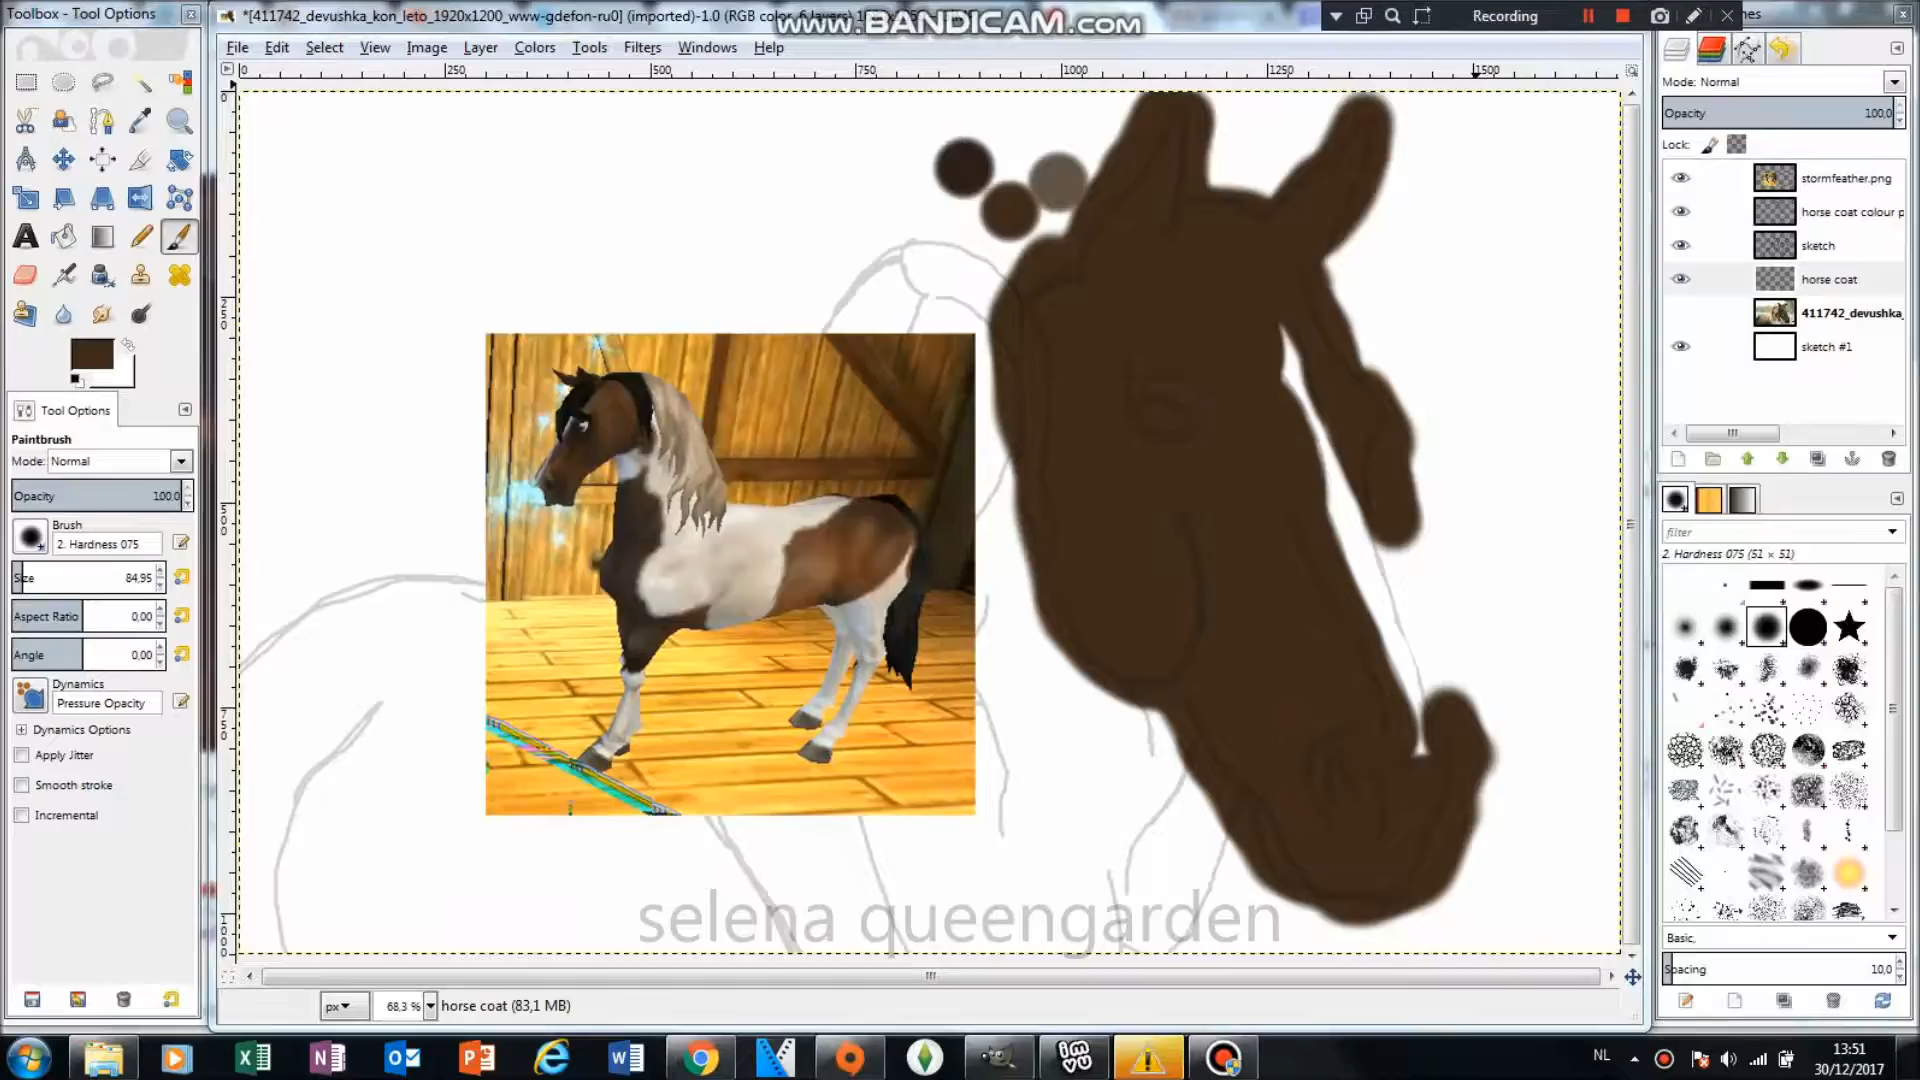 Toolbox - Tool Options
*[411742_devushka_kon_leto_1920x1200_www-gdefon-ru0] (imported)-1.0 (RGB color, 6 layers)
www.BANDICAM.com
Recording
File Edit Select View Image Layer Colors Tools Filters Windows Help
0 250 500 750 1000 1250 1500
Mode: Normal
Opacity 100,0
Lock:
stormfeather.png
horse coat colour p
sketch
horse coat
411742_devushka_
sketch #1
Tool Options
Paintbrush
Mode: Normal
Opacity 100,0
Brush
2. Hardness 075
Size 84,95
Aspect Ratio 0,00
Angle 0,00
Dynamics
Pressure Opacity
Dynamics Options
Apply Jitter
Smooth stroke
Incremental
filter
2. Hardness 075 (51 × 51)
Basic,
Spacing 10,0
selena queengarden
px 68,3 % horse coat (83,1 MB)
NL
13:51
30/12/2017